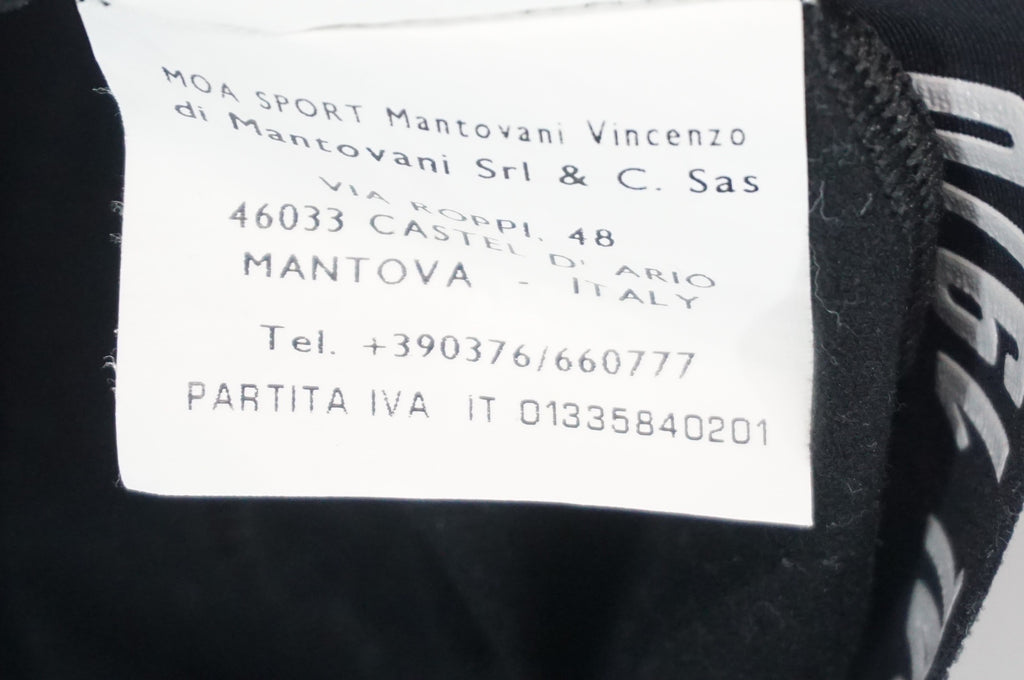 MOA SPORT Mantovani Vincenzo
di Mantovani Srl & C. Sas
VIA ROPPI. 48
46033 CASTEL D' ARIO
MANTOVA - ITALY
Tel. +390376/660777
PARTITA IVA IT 01335840201